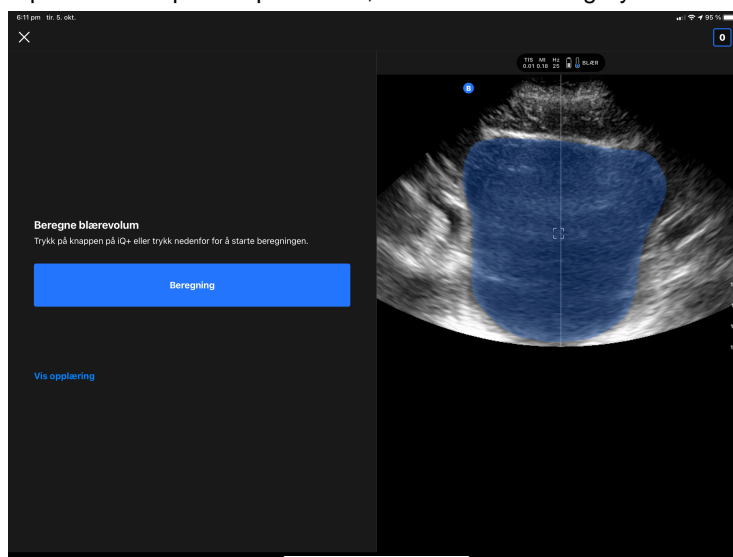 6:11 pm tir. 5. okt.
95 %
0
TIS MI Hz
0.01 0.18 25
BLÆR
B
Beregne blærevolum
Trykk på knappen på iQ+ eller trykk nedenfor for å starte beregningen.
Beregning
Vis opplæring